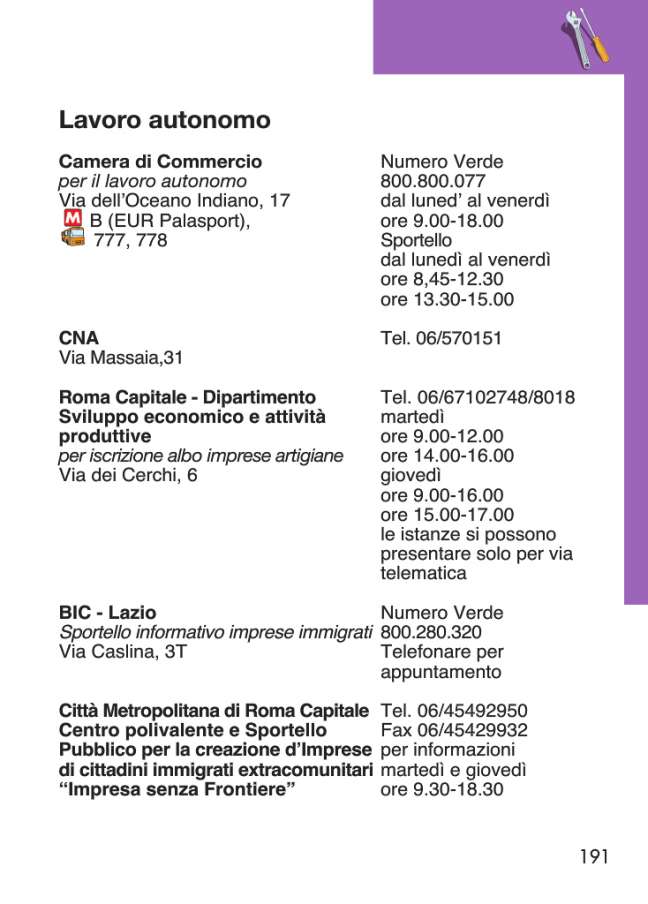 Lavoro autonomo
Camera di Commercio
per il lavoro autonomo
Via dell'Oceano Indiano, 17
M B (EUR Palasport),
777, 778
Numero Verde
800.800.077
dal luned' al venerdì
ore 9.00-18.00
Sportello
dal lunedì al venerdì
ore 8,45-12.30
ore 13.30-15.00
CNA
Via Massaia,31
Tel. 06/570151
Roma Capitale - Dipartimento
Sviluppo economico e attività
produttive
per iscrizione albo imprese artigiane
Via dei Cerchi, 6
Tel. 06/67102748/8018
martedì
ore 9.00-12.00
ore 14.00-16.00
giovedì
ore 9.00-16.00
ore 15.00-17.00
le istanze si possono
presentare solo per via
telematica
BIC - Lazio
Sportello informativo imprese immigrati
Via Caslina, 3T
Numero Verde
800.280.320
Telefonare per
appuntamento
Città Metropolitana di Roma Capitale
Centro polivalente e Sportello
Pubblico per la creazione d'Imprese
di cittadini immigrati extracomunitari
"Impresa senza Frontiere"
Tel. 06/45492950
Fax 06/45429932
per informazioni
martedì e giovedì
ore 9.30-18.30
191